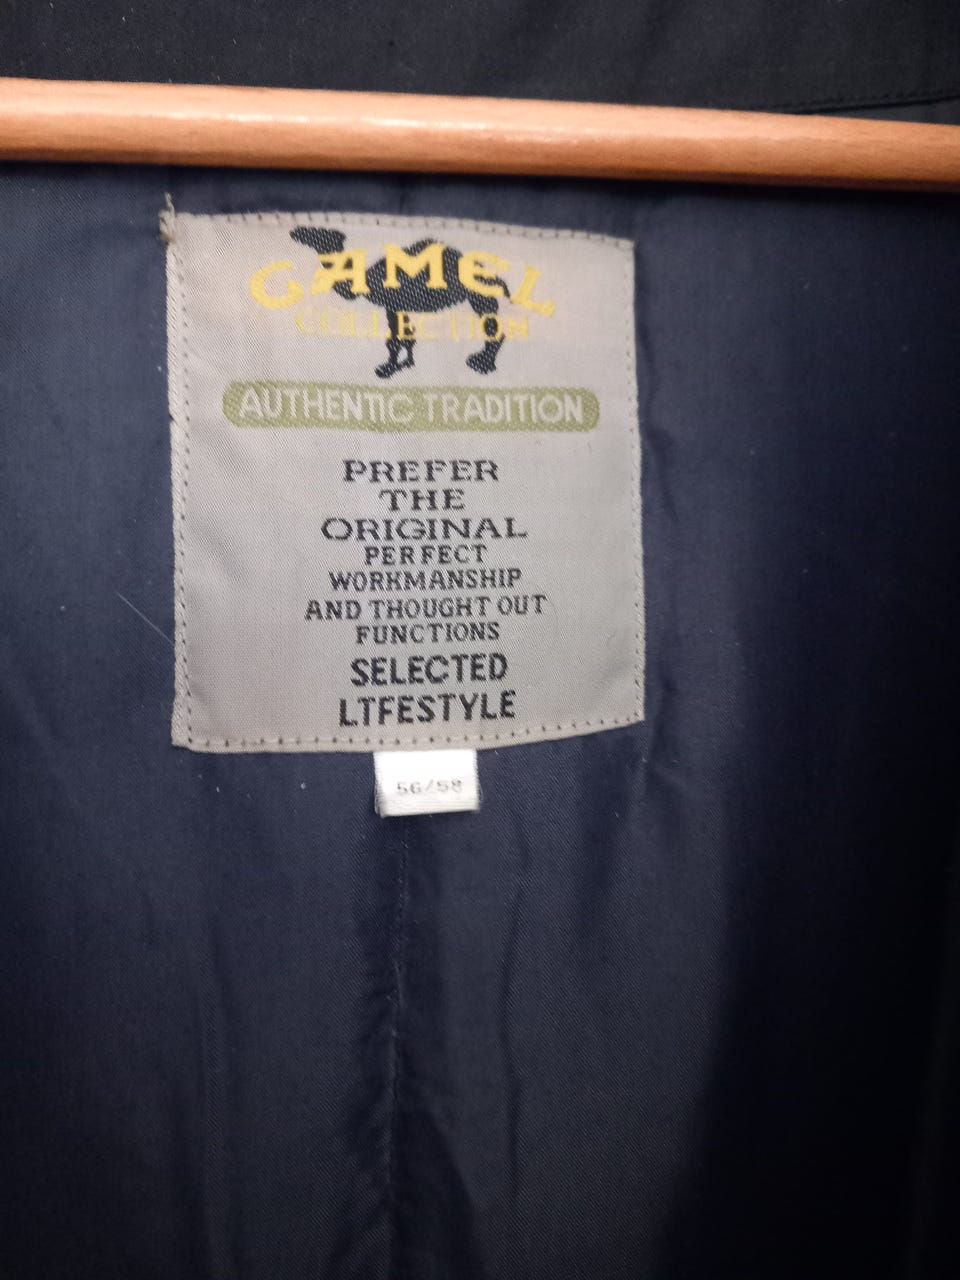 CAMEL
COLLECTION
AUTHENTIC TRADITION
PREFER
THE
ORIGINAL
PERFECT
WORKMANSHIP
AND THOUGHT OUT
FUNCTIONS
SELECTED
LTFESTYLE
56/58